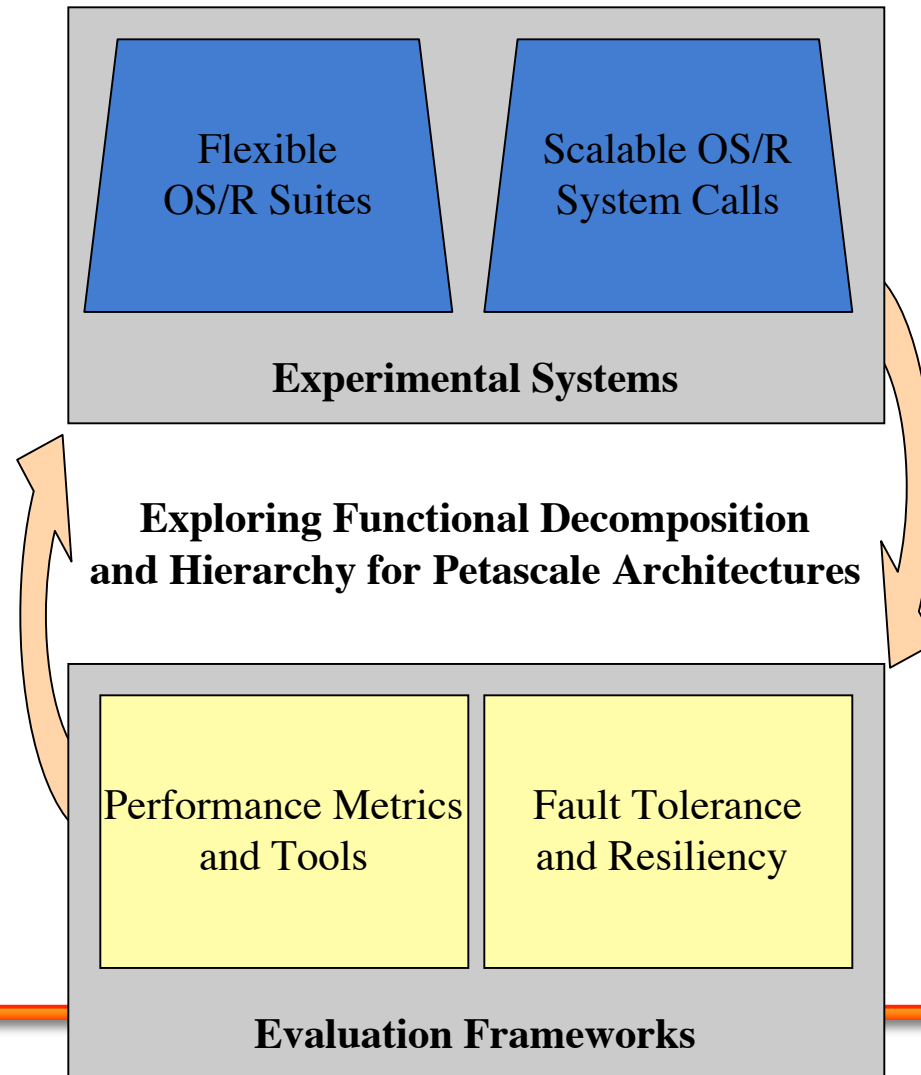 Flexible
OS/R Suites
Scalable OS/R
System Calls
Experimental Systems
Exploring Functional Decomposition
and Hierarchy for Petascale Architectures
Performance Metrics
and Tools
Fault Tolerance
and Resiliency
Evaluation Frameworks